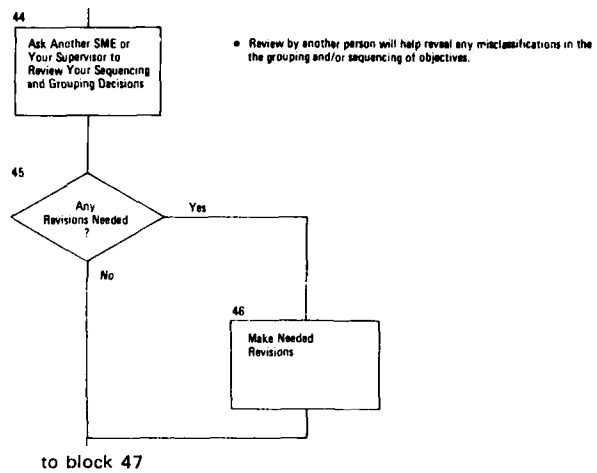 44
Ask Another SME or
Your Supervisor to
Review Your Sequencing
and Grouping Decisions
• Review by another person will help reveal any misclassifications in the
the grouping and/or sequencing of objectives.
45
Any
Revisions Needed
?
Yes
No
46
Make Needed
Revisions
to block 47